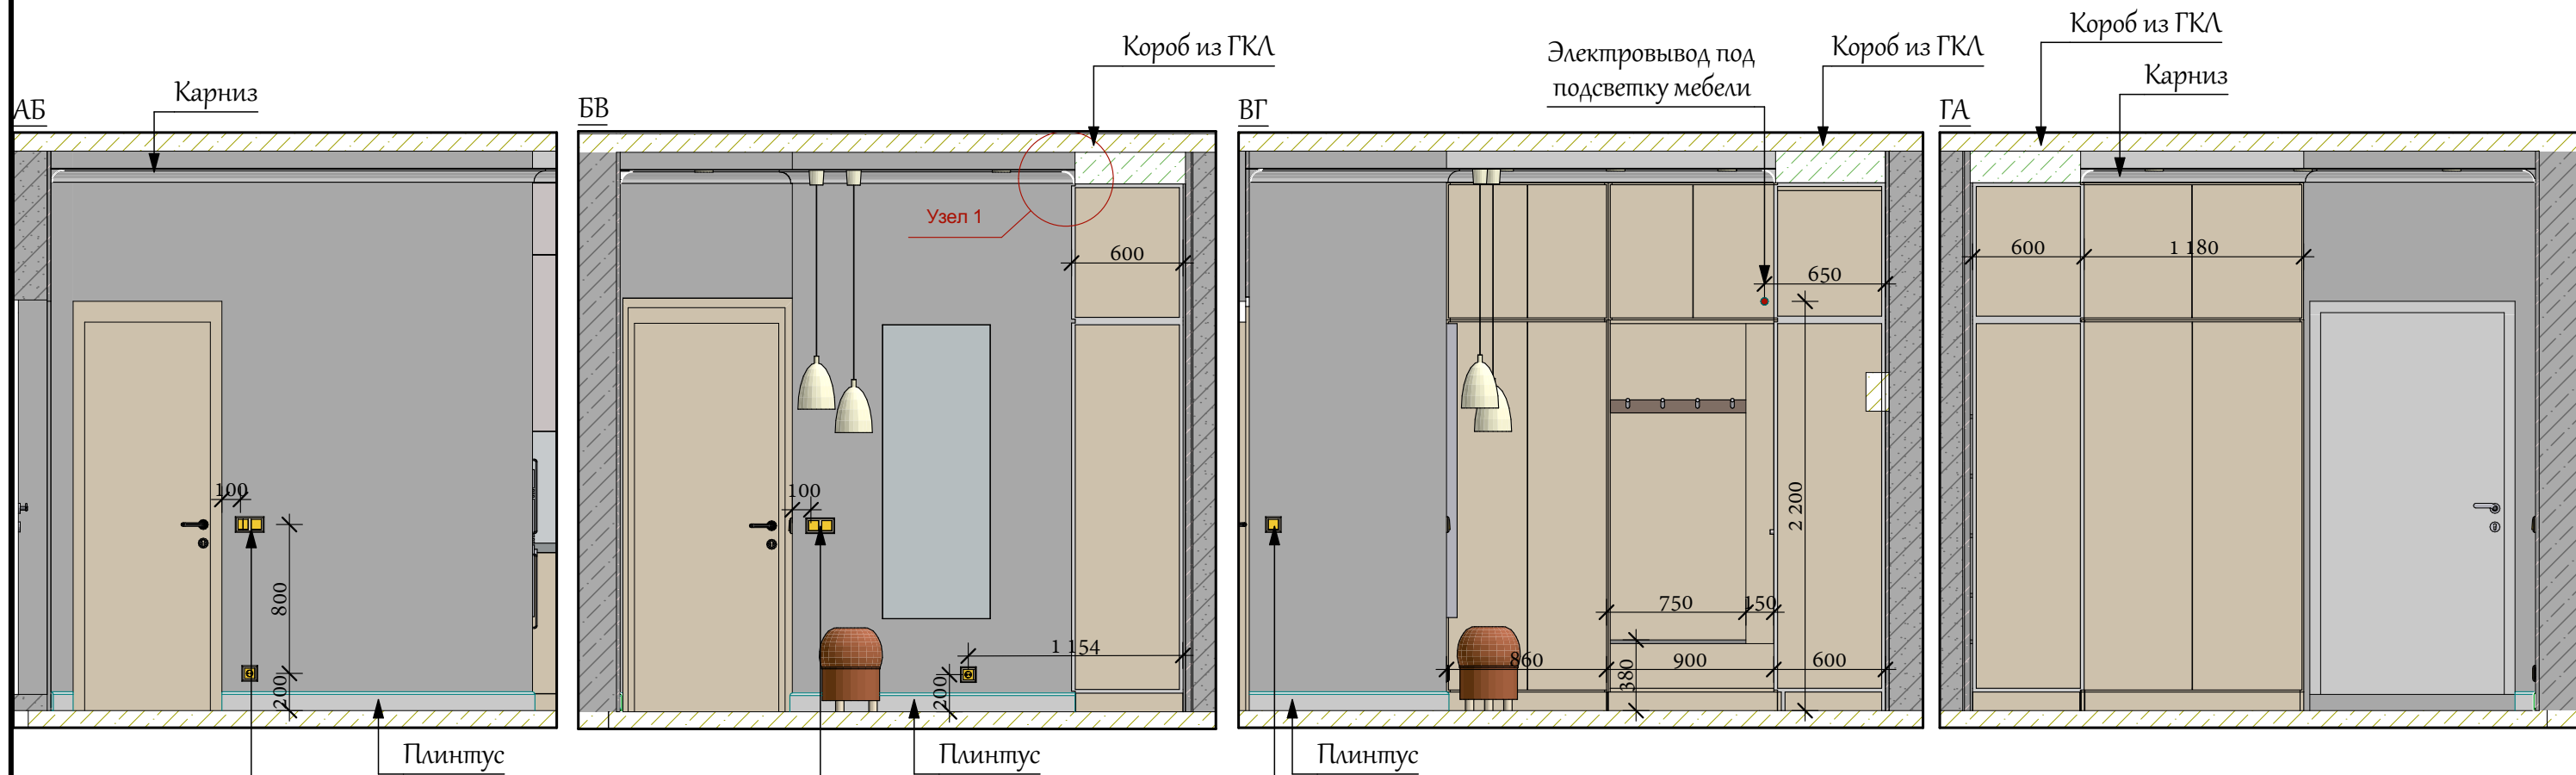 Короб из ГКЛ
Короб из ГКЛ
Электровывод под
подсветку мебели
Короб из ГКЛ
Карниз
Карниз
АБ
БВ
ВГ
ГА
Узел 1
600
650
600
1 180
100
100
800
200
1 154
200
2 200
750
150
860
900
600
380
Плинтус
Плинтус
Плинтус